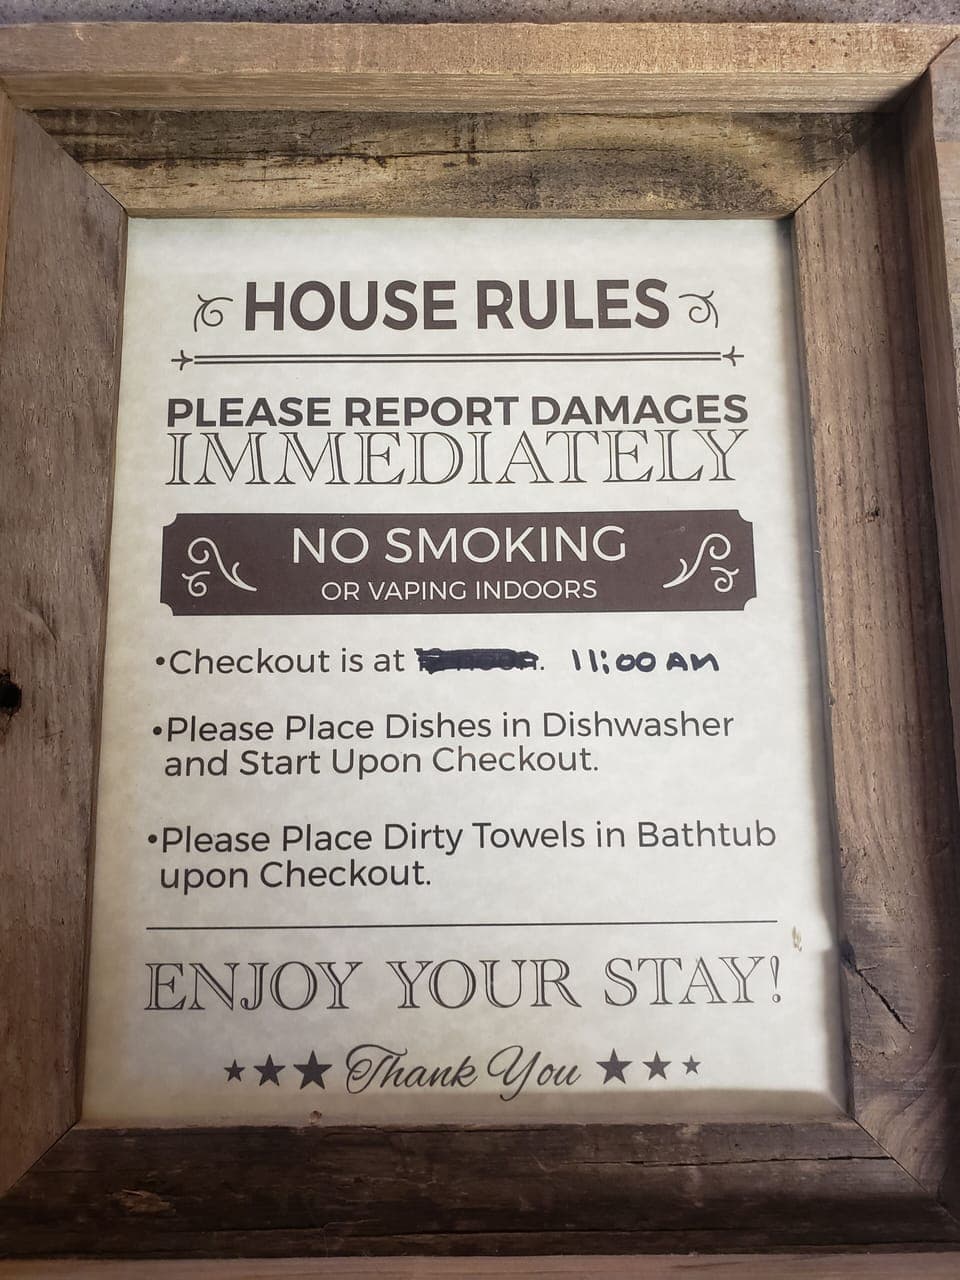 HOUSE RULES
PLEASE REPORT DAMAGES
IMMEDIATELY
NO SMOKING
OR VAPING INDOORS
•Checkout is at . 11:00 AM
•Please Place Dishes in Dishwasher
and Start Upon Checkout.
•Please Place Dirty Towels in Bathtub
upon Checkout.
ENJOY YOUR STAY!
Thank You